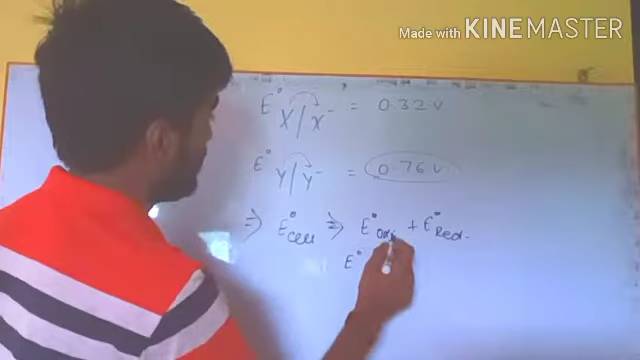 Made with KINEMASTER
E° X/X⁻ = 0.32 V
E° Y/Y⁻ = 0.76 V
⇒ E°cell ⇒ E°oxi + E°Red.
E°